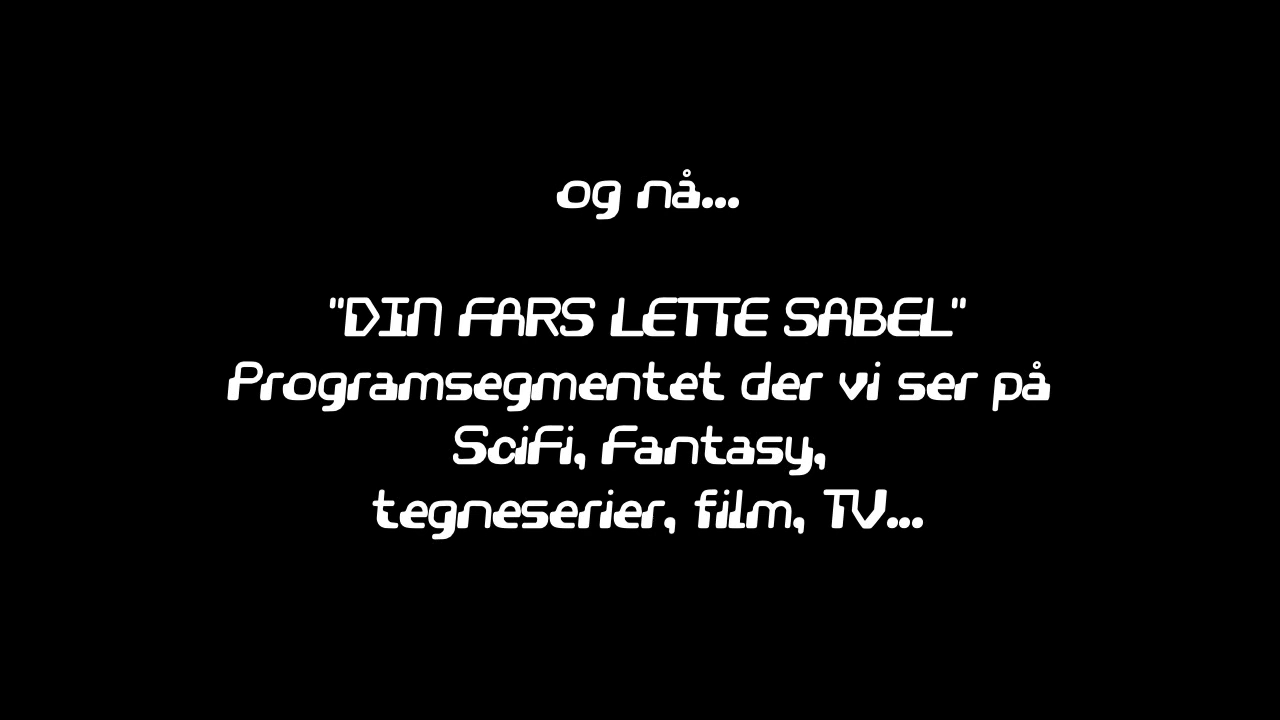 og nå...
"DIN FARS LETTE SABEL"
Programsegmentet der vi ser på
SciFi, Fantasy,
tegneserier, film, TV...